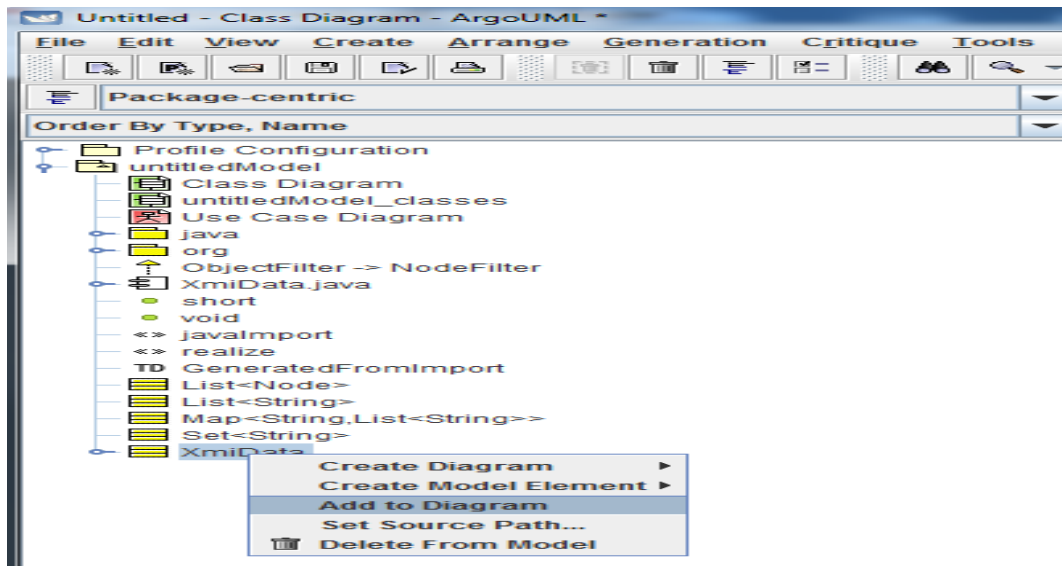 Untitled - Class Diagram - ArgoUML *
File Edit View Create Arrange Generation Critique Tools
Package-centric
Order By Type, Name
Profile Configuration
untitledModel
Class Diagram
untitledModel_classes
Use Case Diagram
java
org
ObjectFilter -> NodeFilter
XmiData.java
short
void
«» javaImport
«» realize
TD GeneratedFromImport
List<Node>
List<String>
Map<String,List<String>>
Set<String>
XmiData
Create Diagram
Create Model Element
Add to Diagram
Set Source Path...
Delete From Model